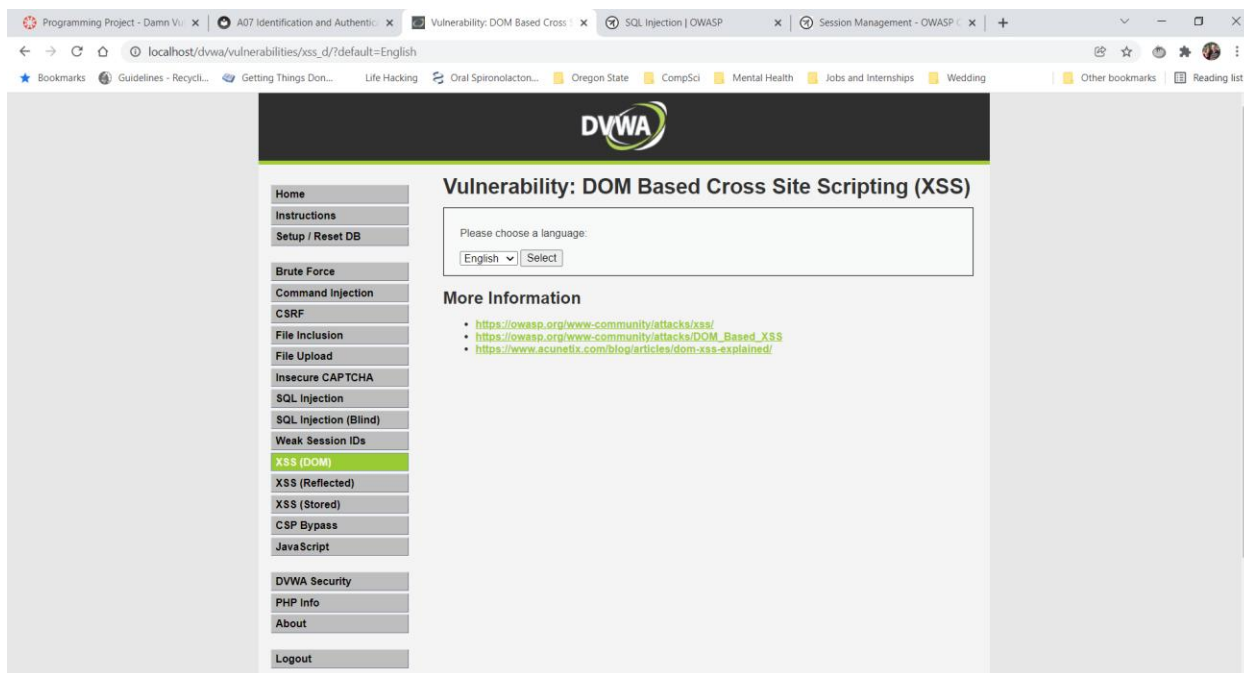 Programming Project - Damn Vul
A07 Identification and Authentic
Vulnerability: DOM Based Cross S
SQL Injection | OWASP
Session Management - OWASP C
localhost/dvwa/vulnerabilities/xss_d/?default=English
Bookmarks
Guidelines - Recycli...
Getting Things Don...
Life Hacking
Oral Spironolacton...
Oregon State
CompSci
Mental Health
Jobs and Internships
Wedding
Other bookmarks
Reading list
DVWA
Home
Instructions
Setup / Reset DB
Brute Force
Command Injection
CSRF
File Inclusion
File Upload
Insecure CAPTCHA
SQL Injection
SQL Injection (Blind)
Weak Session IDs
XSS (DOM)
XSS (Reflected)
XSS (Stored)
CSP Bypass
JavaScript
DVWA Security
PHP Info
About
Logout
Vulnerability: DOM Based Cross Site Scripting (XSS)
Please choose a language:
English Select
More Information
• https://owasp.org/www-community/attacks/xss/
• https://owasp.org/www-community/attacks/DOM_Based_XSS
• https://www.acunetix.com/blog/articles/dom-xss-explained/